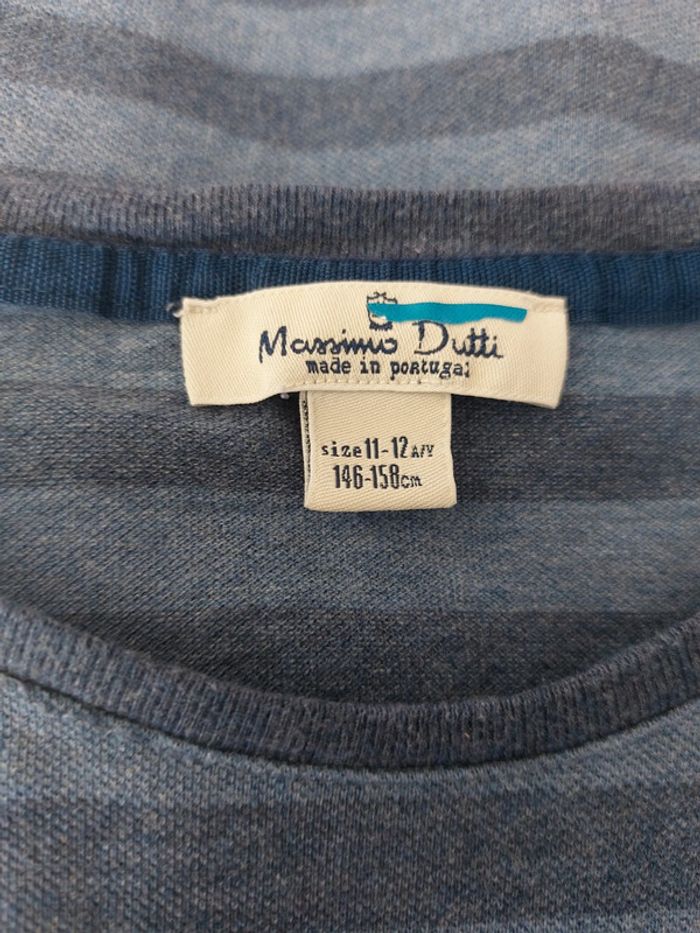 Massimo Dutti
made in portugal
size 11-12 A/Y
146-158cm